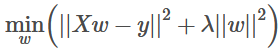 min_w (||Xw − y||² + λ||w||²)